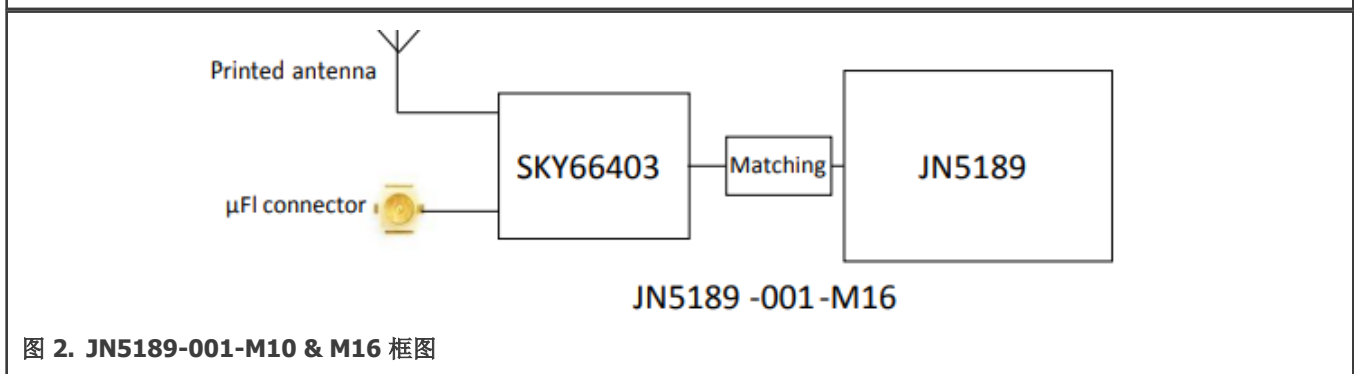 Printed antenna
SKY66403
Matching
JN5189
µFl connector
JN5189 -001 -M16
图 2. JN5189-001-M10 & M16 框图